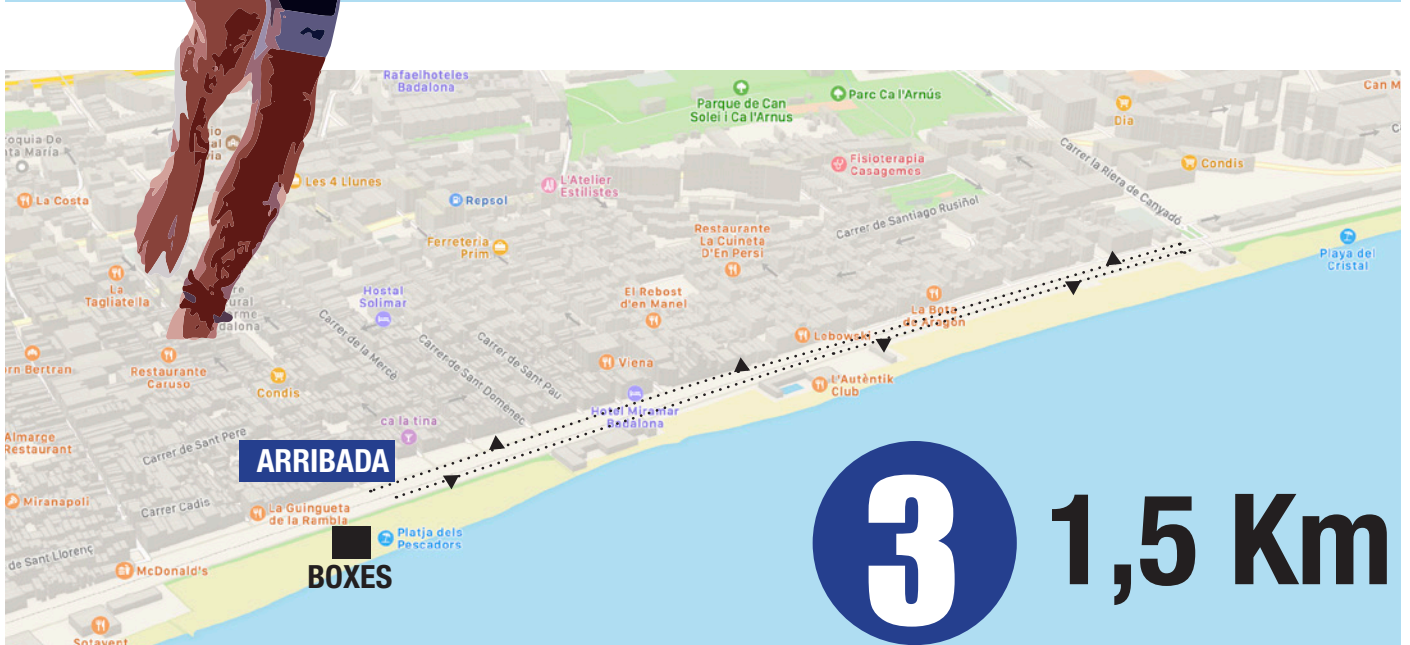 Rafaelhoteles
Badalona
Parque de Can
Solei i Ca l'Arnus
Parc Ca l'Arnús
Dia
Can M
Carrer la Riera de Canyadó
Condis
Fisioterapia
Casagemes
L'Atelier
Estilistes
Les 4 Llunes
Repsol
La Costa
Carrer de Santiago Rusiñol
Restaurante
La Cuineta
D'En Persi
Ferreteria
Prim
Playa del
Cristal
La
Tagliatella
Hostal
Solimar
El Rebost
d'en Manel
La Bota
de Aragón
Carrer de la Mercè
Carrer de Sant Domènec
Carrer de Sant Pau
Lebowski
Viena
Restaurante
Caruso
Condis
L'Autèntik
Club
Hotel Miramar
Badalona
ca la tina
Almarge
Restaurant
Carrer de Sant Pere
ARRIBADA
Miranapoli
Carrer Cadis
La Guingueta
de la Rambla
Platja dels
Pescadors
BOXES
de Sant Llorenç
McDonald's
Sotavent
3
1,5 Km